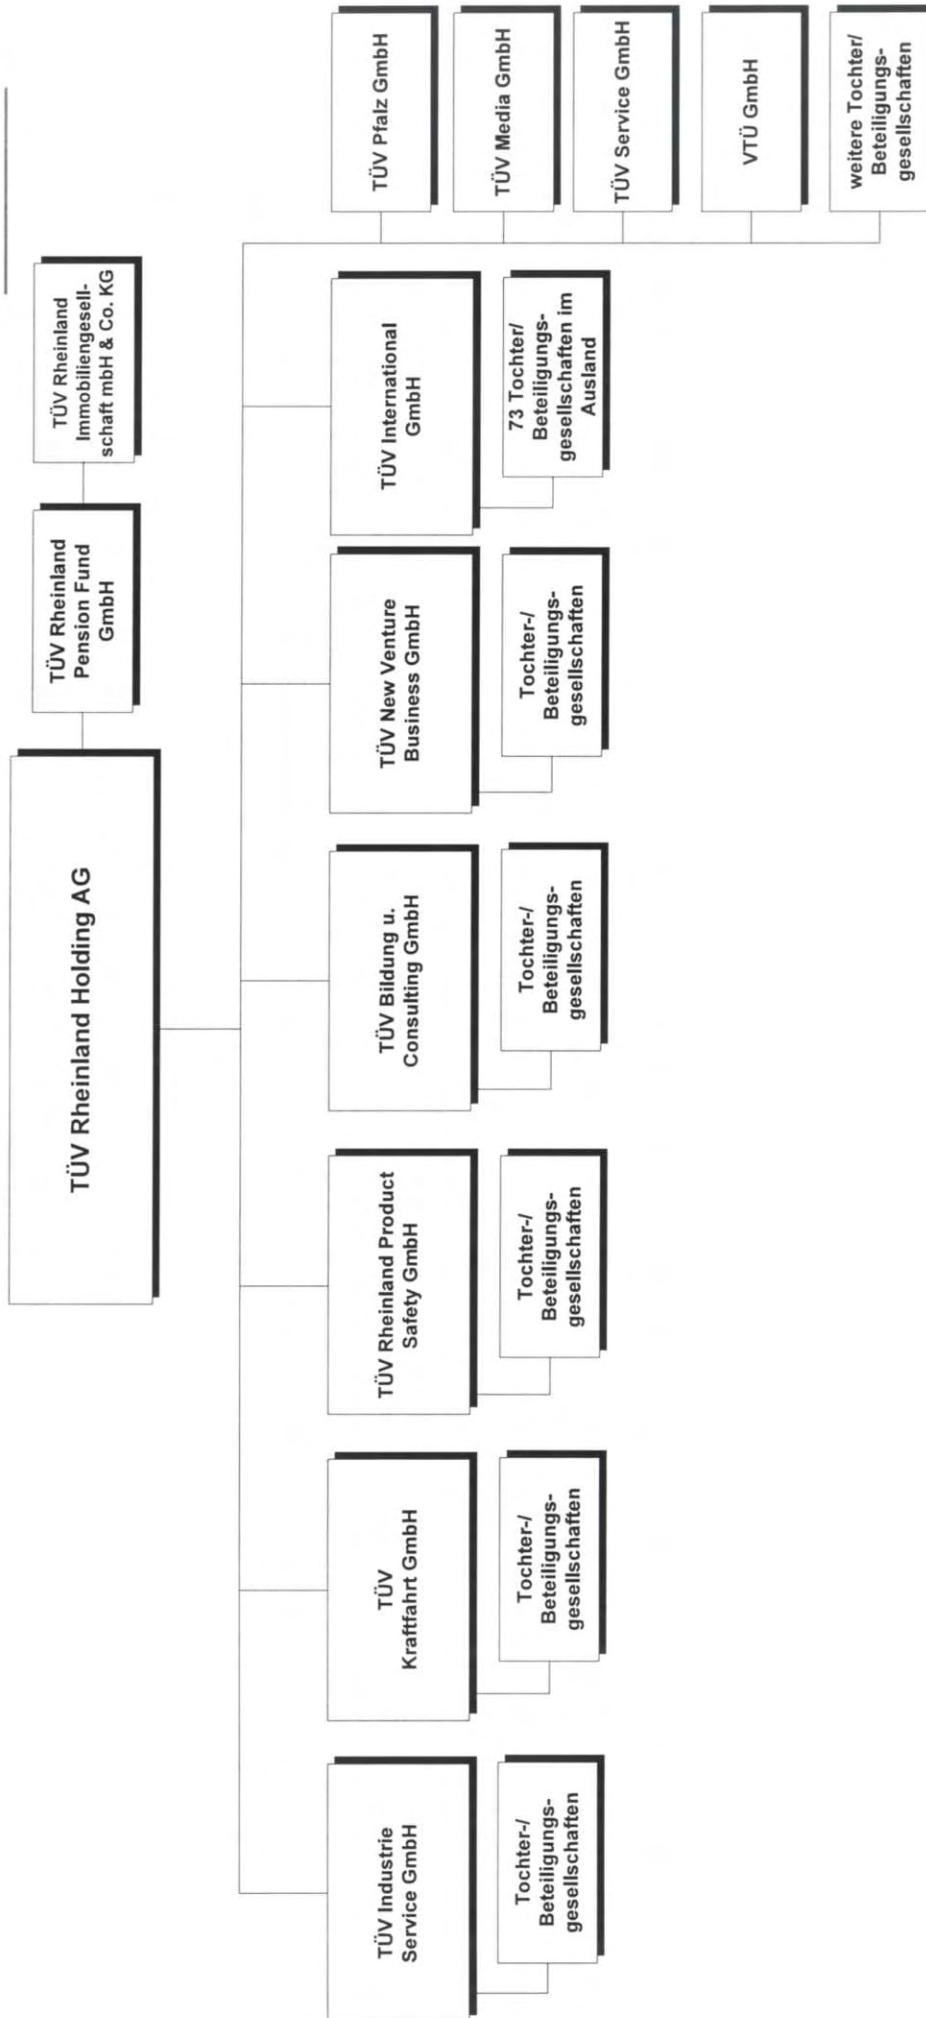 TÜV Rheinland Holding AG
TÜV Rheinland
Pension Fund
GmbH
TÜV Rheinland
Immobiliengesell-
schaft mbH & Co. KG
TÜV Industrie
Service GmbH
TÜV
Kraftfahrt GmbH
TÜV Rheinland Product
Safety GmbH
TÜV Bildung u.
Consulting GmbH
TÜV New Venture
Business GmbH
TÜV International
GmbH
Tochter-/
Beteiligungs-
gesellschaften
Tochter-/
Beteiligungs-
gesellschaften
Tochter-/
Beteiligungs-
gesellschaften
Tochter-/
Beteiligungs-
gesellschaften
Tochter-/
Beteiligungs-
gesellschaften
73 Tochter/
Beteiligungs-
gesellschaften im
Ausland
TÜV Pfalz GmbH
TÜV Media GmbH
TÜV Service GmbH
VTÜ GmbH
weitere Tochter/
Beteiligungs-
gesellschaften